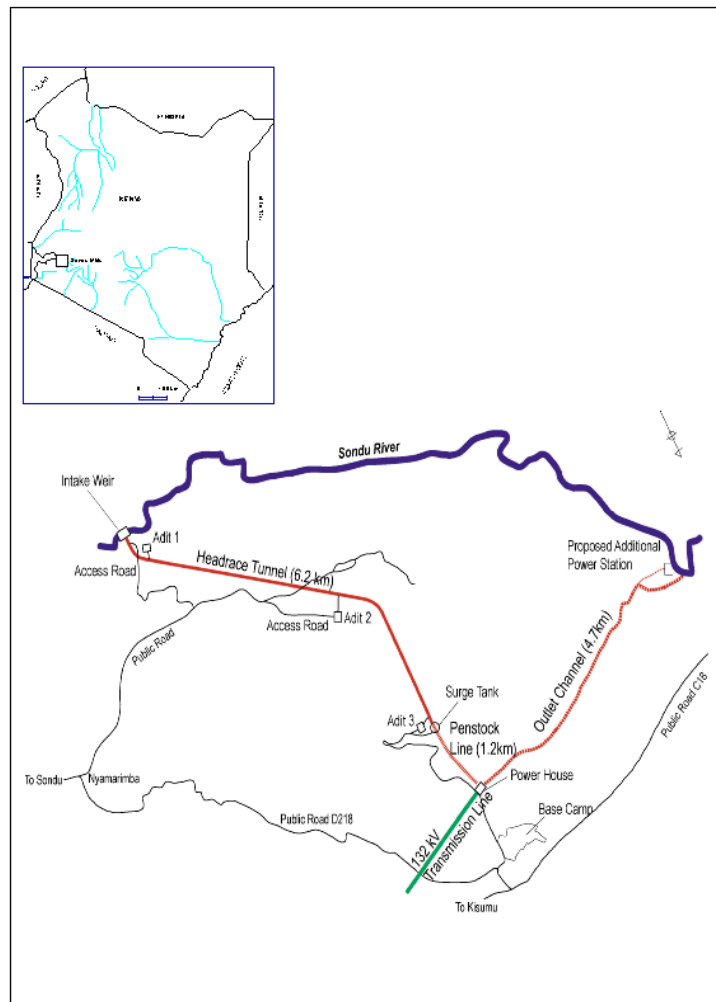 Sondu River
Intake Weir
Adit 1
Headrace Tunnel (6.2 km)
Access Road
Proposed Additional
Power Station
Access Road
Adit 2
Public Road
Outlet Channel (4.7km)
Public Road C18
Surge Tank
Adit 3
Penstock
Line (1.2km)
To Sondu
Nyamarimba
Power House
Public Road D218
Base Camp
132 kV
Transmission Line
To Kisumu